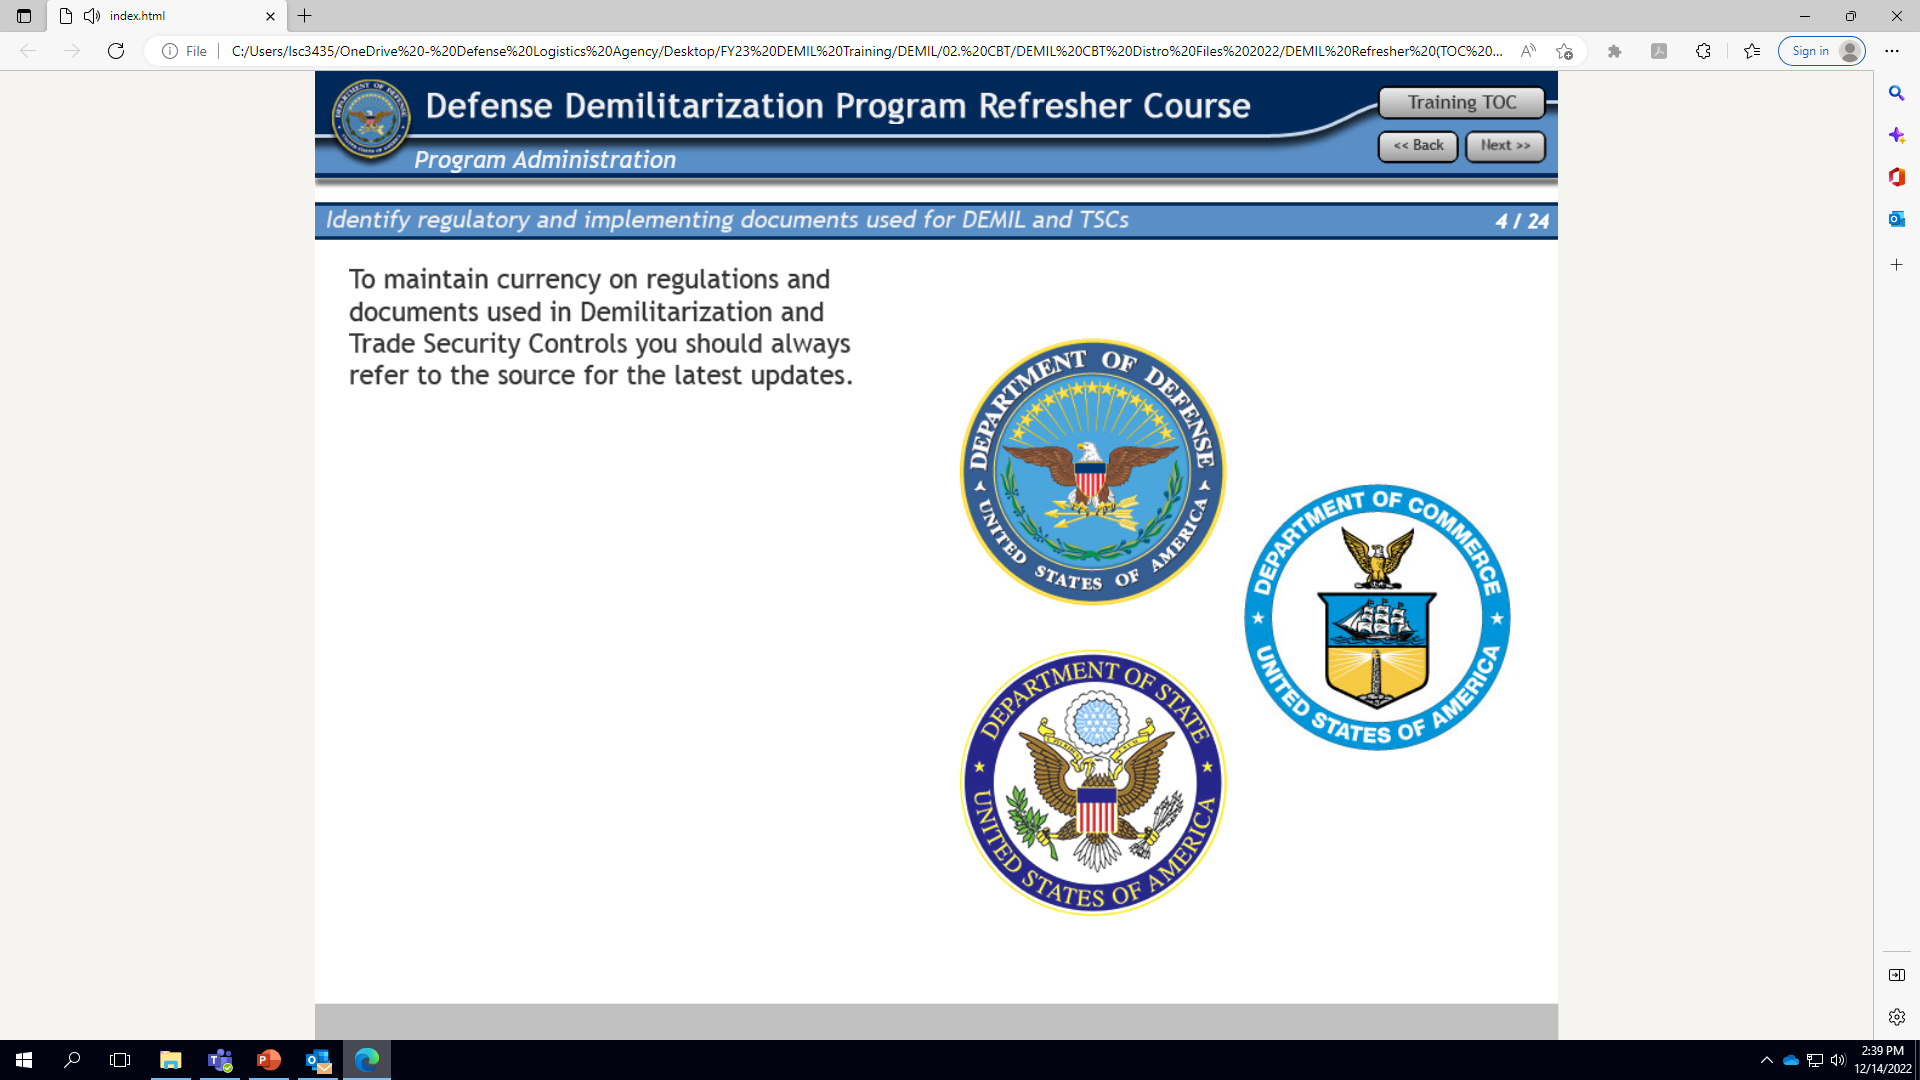 index.html
File
C:/Users/lsc3435/OneDrive%20-%20Defense%20Logistics%20Agency/Desktop/FY23%20DEMIL%20Training/DEMIL/02.%20CBT/DEMIL%20CBT%20Distro%20Files%202022/DEMIL%20Refresher%20(TOC%20...
Sign in
Defense Demilitarization Program Refresher Course
Training TOC
<< Back
Next >>
Program Administration
Identify regulatory and implementing documents used for DEMIL and TSCs
4 / 24
To maintain currency on regulations and
documents used in Demilitarization and
Trade Security Controls you should always
refer to the source for the latest updates.
DEPARTMENT OF DEFENSE
UNITED STATES OF AMERICA
DEPARTMENT OF COMMERCE
UNITED STATES OF AMERICA
DEPARTMENT OF STATE
UNITED STATES OF AMERICA
2:39 PM
12/14/2022